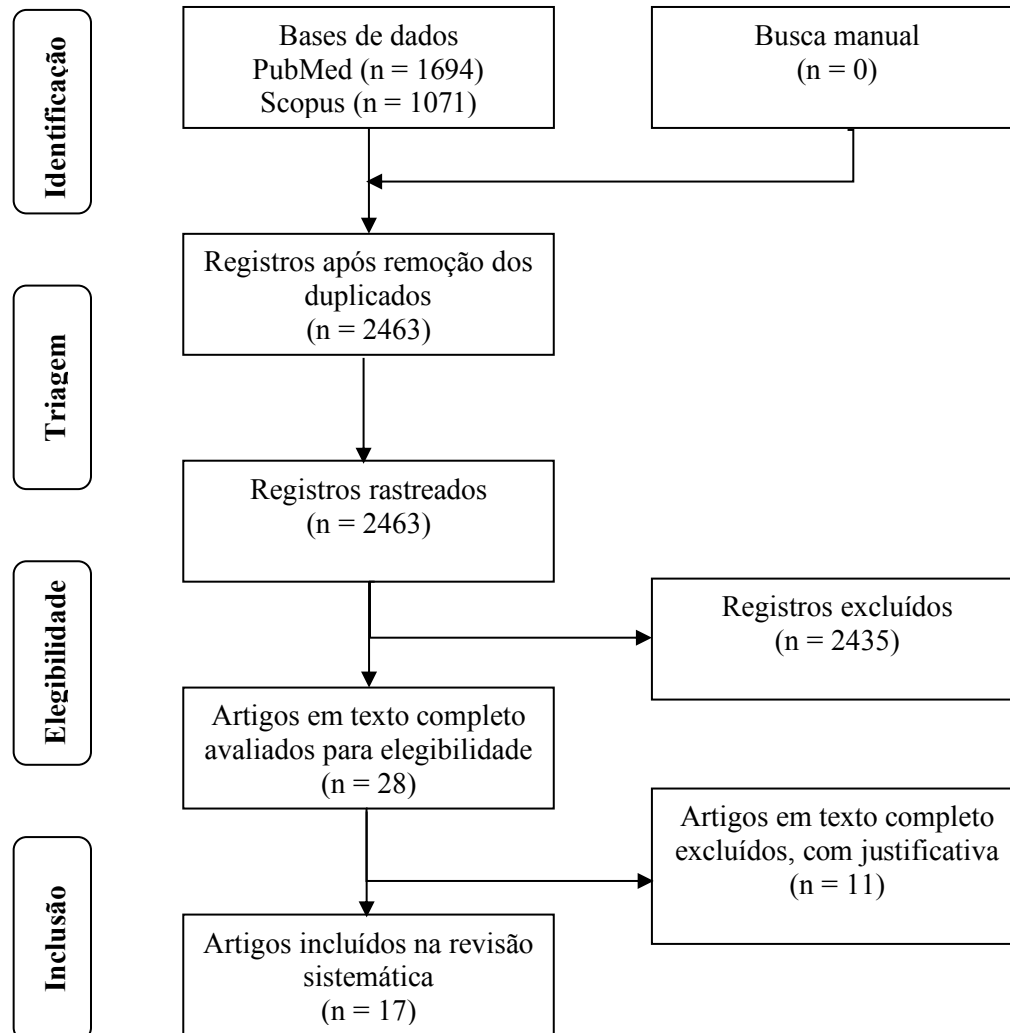 Identificação
Bases de dados
PubMed (n = 1694)
Scopus (n = 1071)
Busca manual
(n = 0)
Registros após remoção dos
duplicados
(n = 2463)
Triagem
Registros rastreados
(n = 2463)
Elegibilidade
Registros excluídos
(n = 2435)
Artigos em texto completo
avaliados para elegibilidade
(n = 28)
Artigos em texto completo
excluídos, com justificativa
(n = 11)
Inclusão
Artigos incluídos na revisão
sistemática
(n = 17)